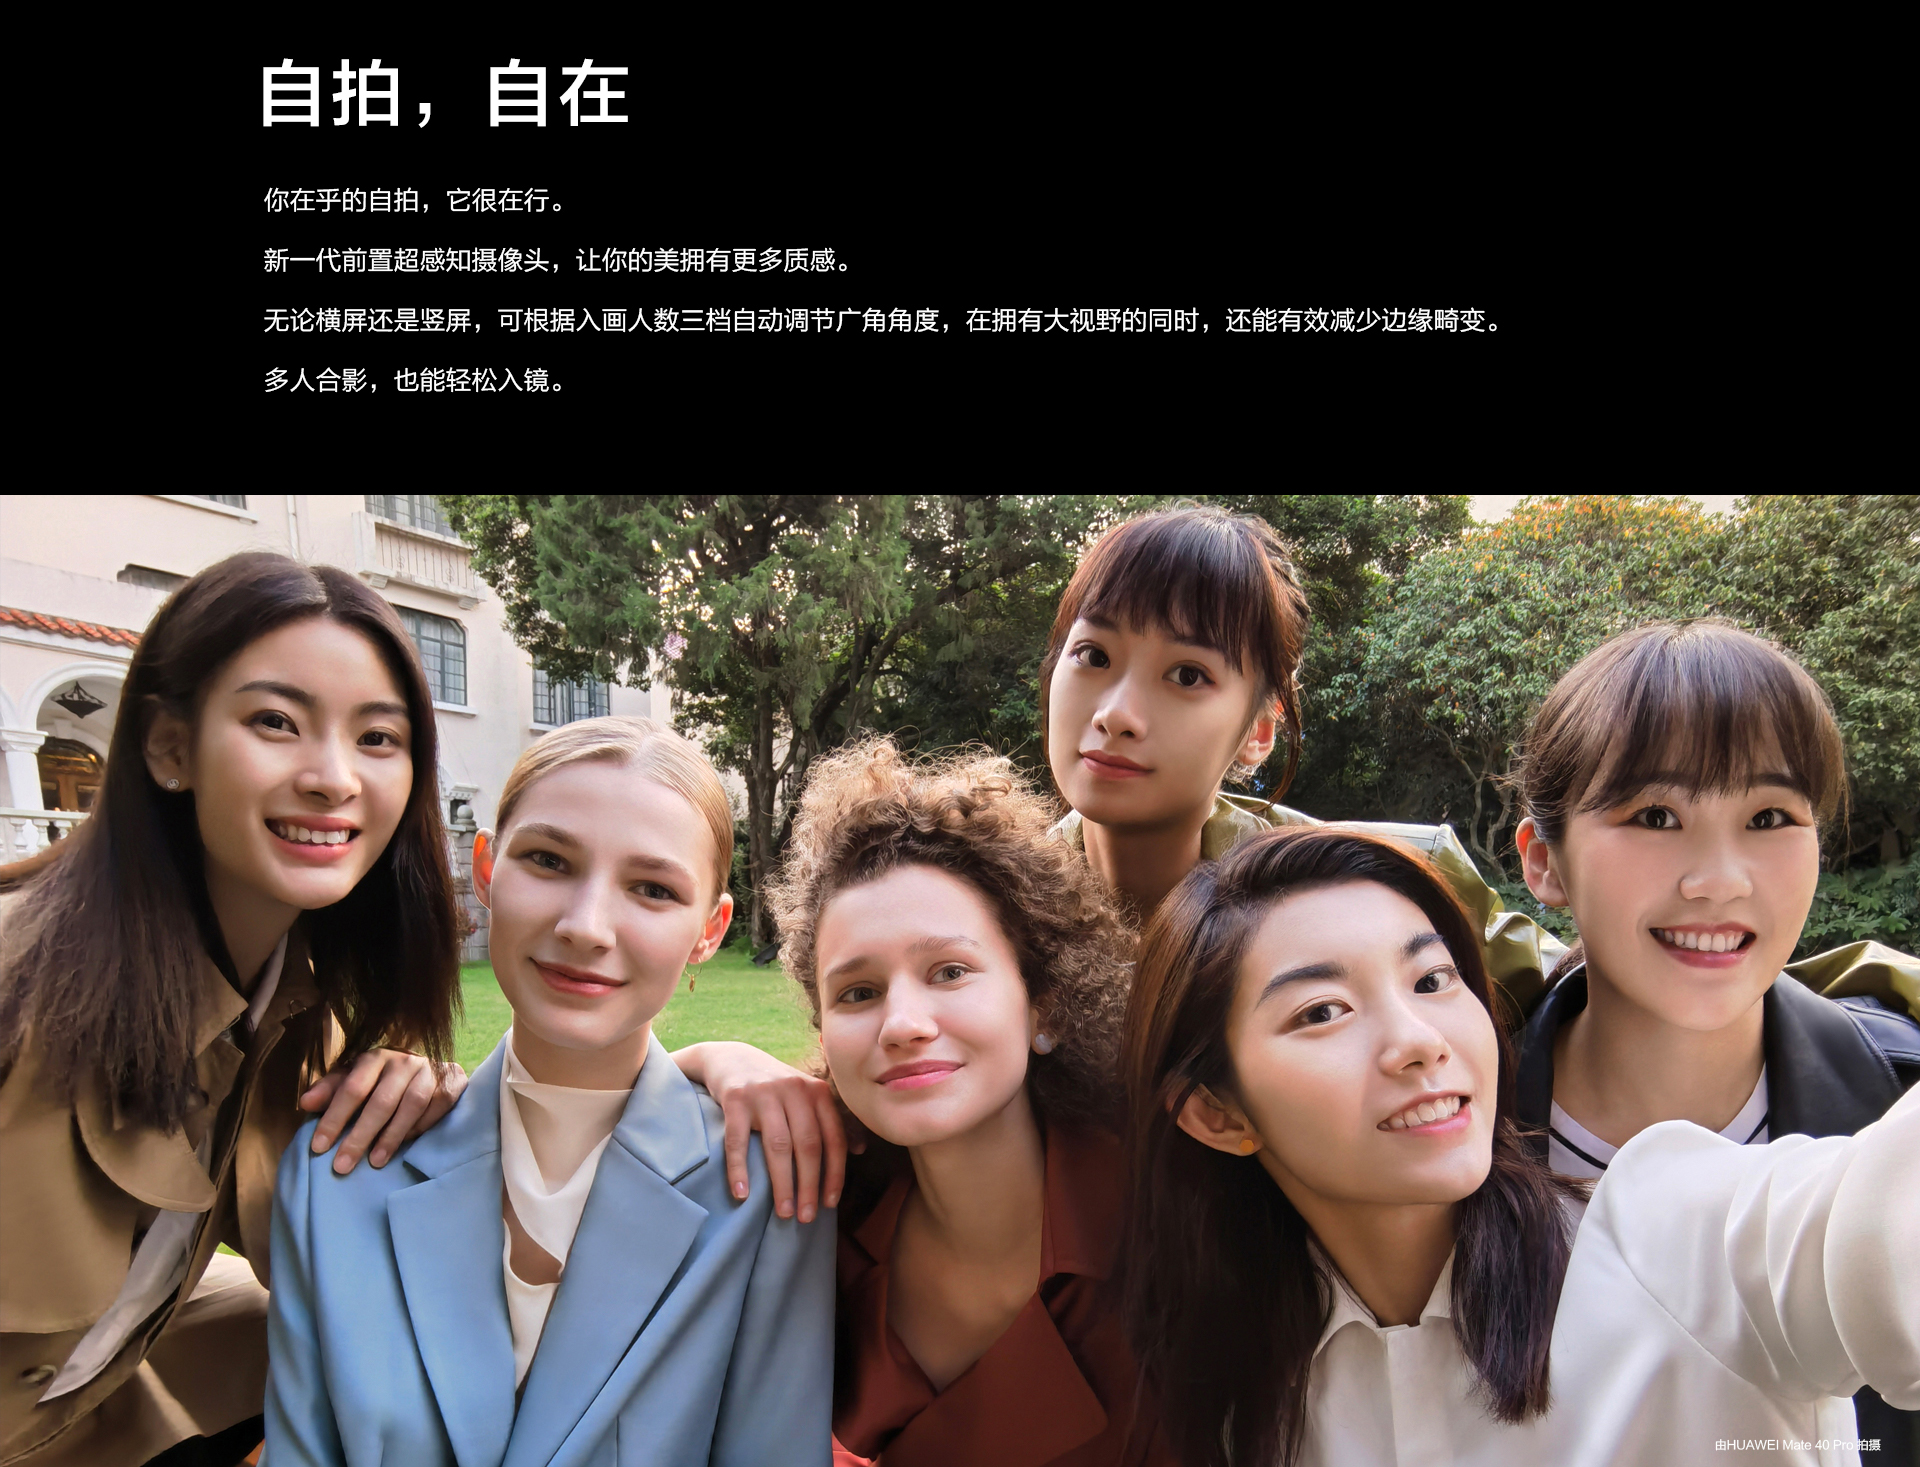 自拍，自在
你在乎的自拍，它很在行。
新一代前置超感知摄像头，让你的美拥有更多质感。
无论横屏还是竖屏，可根据入画人数三档自动调节广角角度，在拥有大视野的同时，还能有效减少边缘畸变。
多人合影，也能轻松入镜。
由HUAWEI Mate 40 Pro 拍摄